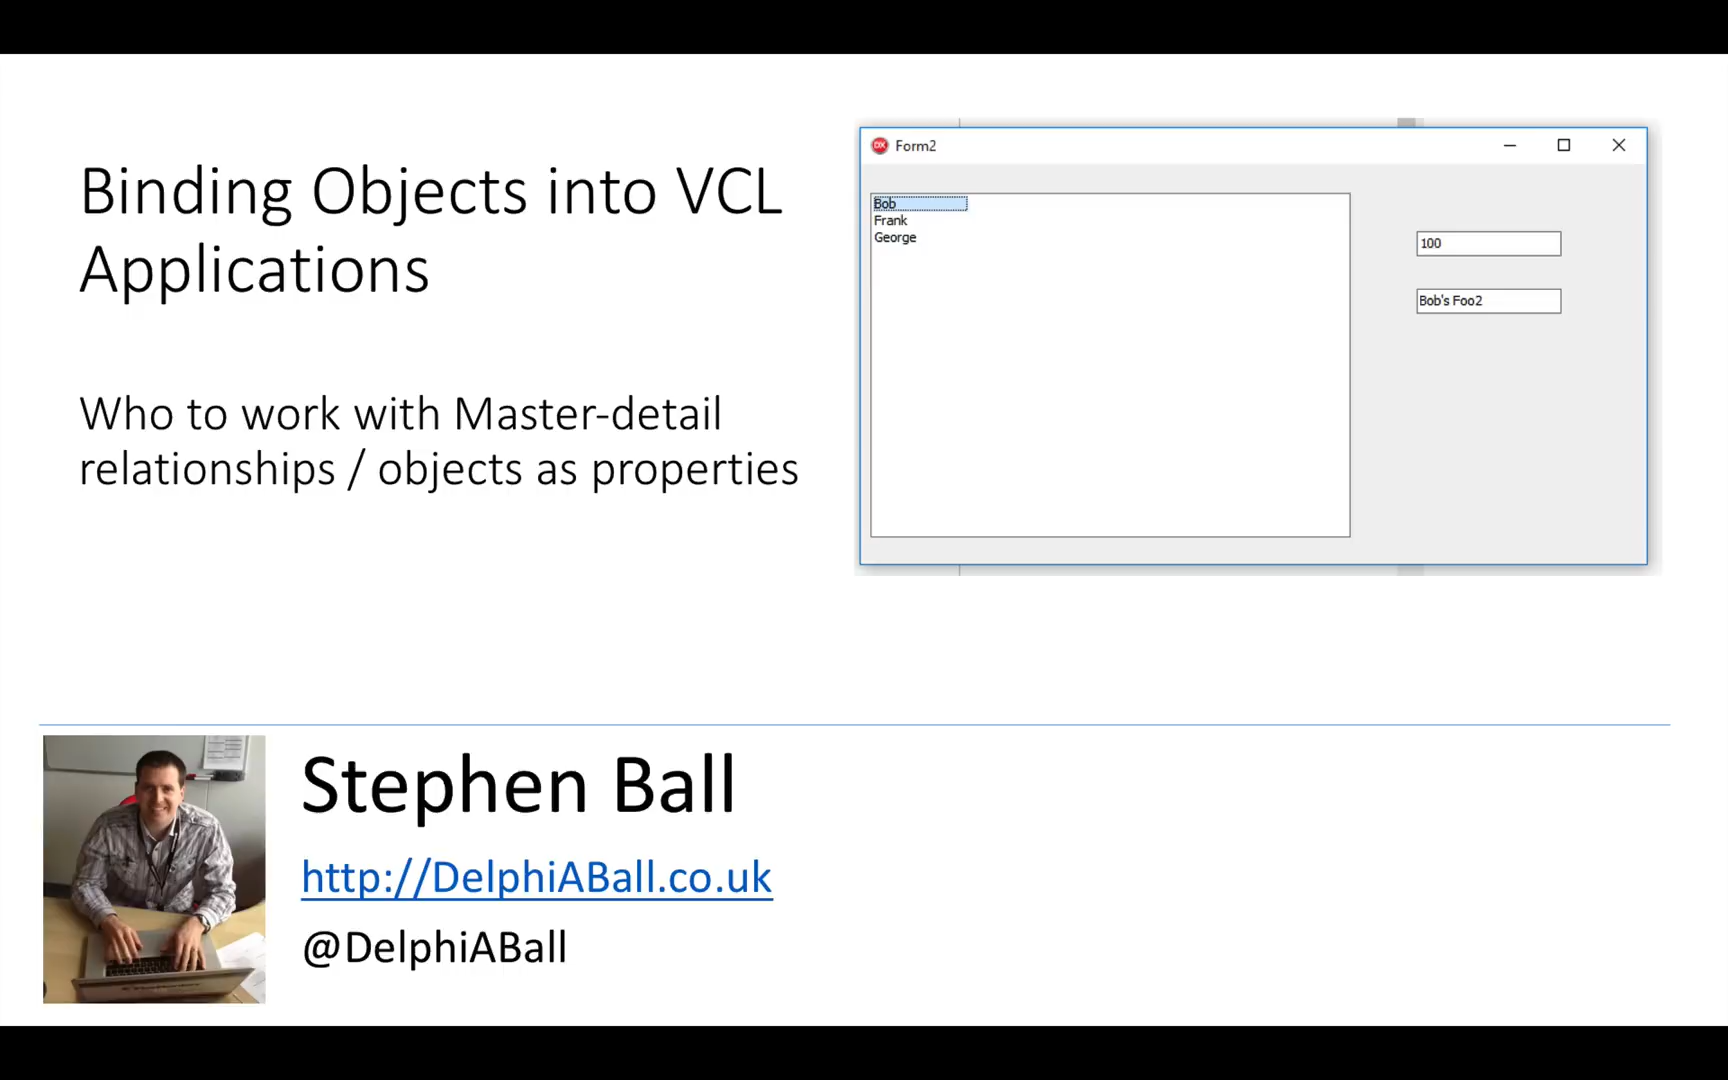 Binding Objects into VCL
Applications
Who to work with Master-detail
relationships / objects as properties
DX Form2
Bob
Frank
George
100
Bob's Foo2
Stephen Ball
http://DelphiABall.co.uk
@DelphiABall